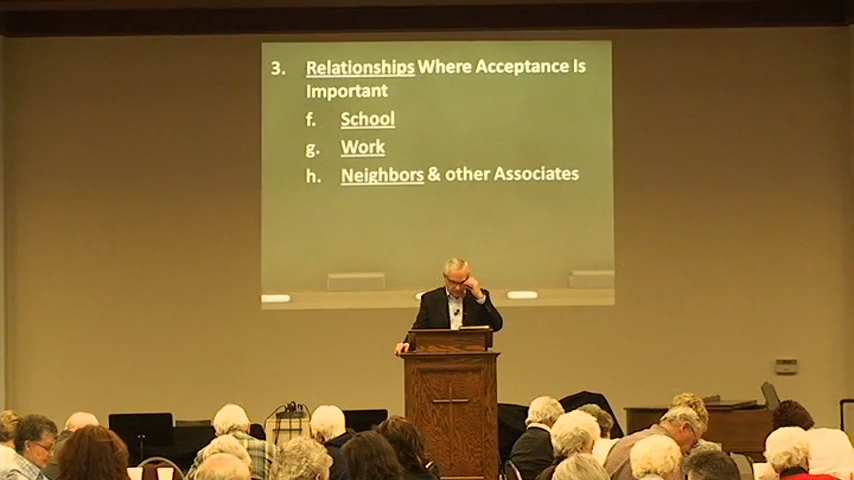 3. Relationships Where Acceptance Is
Important
f. School
g. Work
h. Neighbors & other Associates